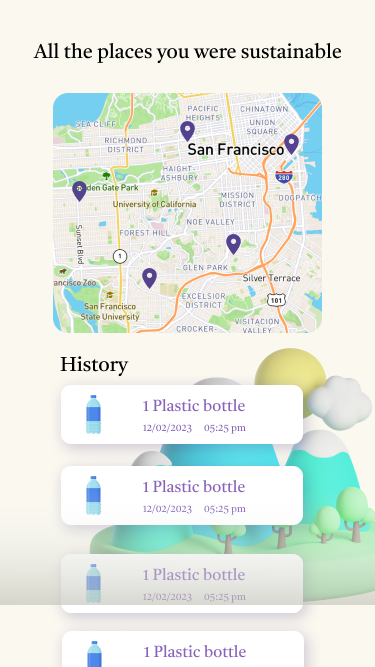 All the places you were sustainable
PACIFIC
HEIGHTS
CHINATOWN
SEA CLIFF
UNION
SQUARE
RICHMOND
DISTRICT
San Francisco
HAIGHT-
ASHBURY
280
den Gate Park
MISSION
DISTRICT
DOGPATCH
University of California
NOE VALLEY
Sunset Blvd
FOREST HILL
1
GLEN PARK
ancisco Zoo
Silver Terrace
EXCELSIOR
DISTRICT
101
San Francisco
State University
VISITACION
VALLEY
CROCKER-
History
1 Plastic bottle
12/02/2023 05:25 pm
1 Plastic bottle
12/02/2023 05:25 pm
1 Plastic bottle
12/02/2023 05:25 pm
1 Plastic bottle